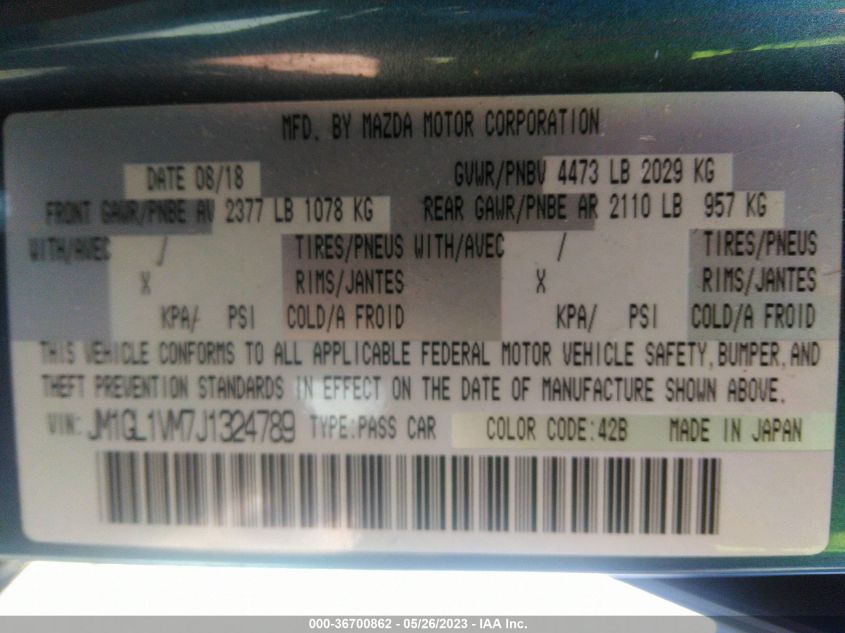 MFD. BY MAZDA MOTOR CORPORATION
DATE 08/18 GVWR/PNBV 4473 LB 2029 KG
FRONT GAWR/PNBE AV 2377 LB 1078 KG REAR GAWR/PNBE AR 2110 LB 957 KG
WITH/AVEC / TIRES/PNEUS WITH/AVEC / TIRES/PNEUS
X RIMS/JANTES X RIMS/JANTES
KPA/ PSI COLD/A FROID KPA/ PSI COLD/A FROID
THIS VEHICLE CONFORMS TO ALL APPLICABLE FEDERAL MOTOR VEHICLE SAFETY, BUMPER, AND
THEFT PREVENTION STANDARDS IN EFFECT ON THE DATE OF MANUFACTURE SHOWN ABOVE.
VIN: JM1GL1VM7J1324789 TYPE:PASS CAR COLOR CODE:42B MADE IN JAPAN
000-36700862 - 05/26/2023 - IAA Inc.